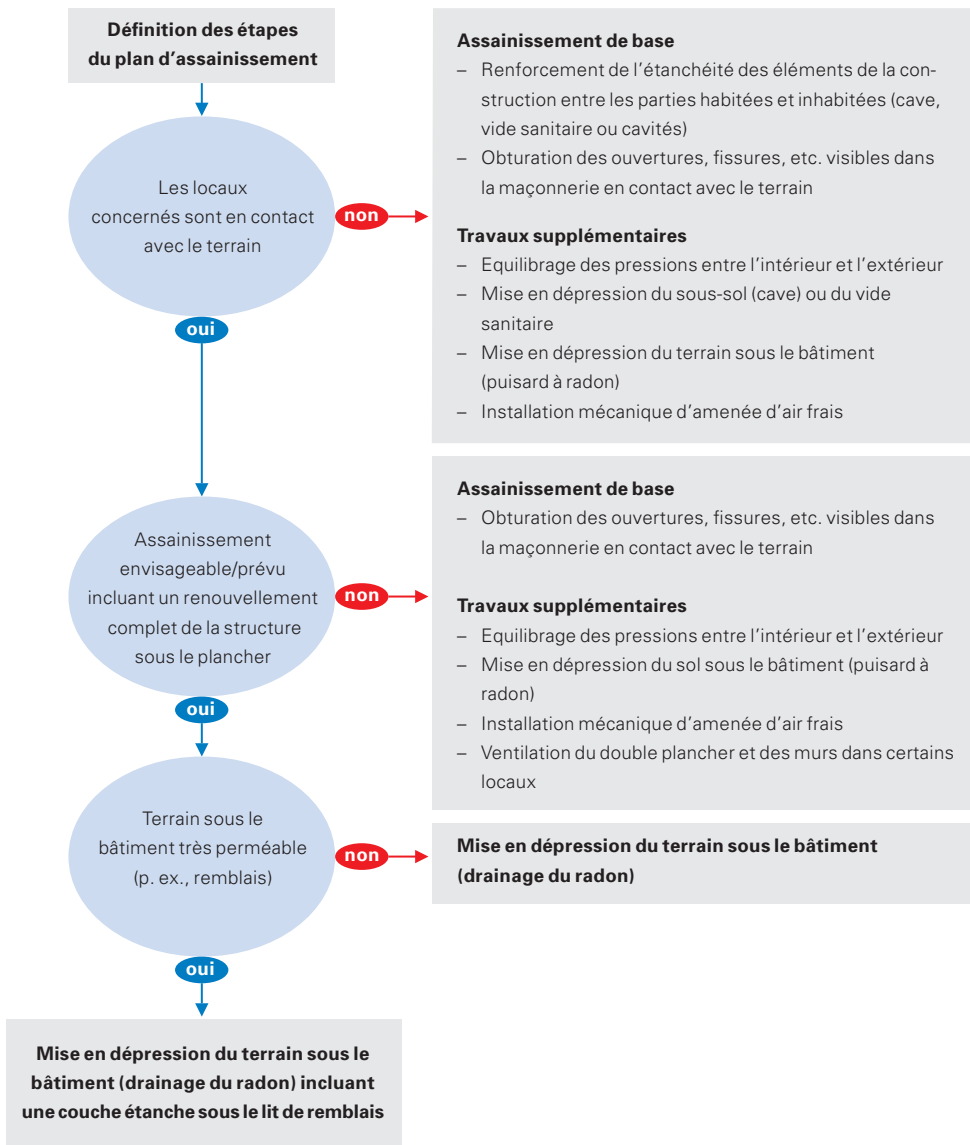 Définition des étapes
du plan d’assainissement
Les locaux
concernés sont en contact
avec le terrain
non
Assainissement de base
– Renforcement de l’étanchéité des éléments de la con-
struction entre les parties habitées et inhabitées (cave,
vide sanitaire ou cavités)
– Obturation des ouvertures, fissures, etc. visibles dans
la maçonnerie en contact avec le terrain
Travaux supplémentaires
– Equilibrage des pressions entre l’intérieur et l’extérieur
– Mise en dépression du sous-sol (cave) ou du vide
sanitaire
– Mise en dépression du terrain sous le bâtiment
(puisard à radon)
– Installation mécanique d’amenée d’air frais
oui
Assainissement
envisageable/prévu
incluant un renouvellement
complet de la structure
sous le plancher
non
Assainissement de base
– Obturation des ouvertures, fissures, etc. visibles dans
la maçonnerie en contact avec le terrain
Travaux supplémentaires
– Equilibrage des pressions entre l’intérieur et l’extérieur
– Mise en dépression du sol sous le bâtiment (puisard à
radon)
– Installation mécanique d’amenée d’air frais
– Ventilation du double plancher et des murs dans certains
locaux
oui
Terrain sous le
bâtiment très perméable
(p. ex., remblais)
non
Mise en dépression du terrain sous le bâtiment
(drainage du radon)
oui
Mise en dépression du terrain sous le
bâtiment (drainage du radon) incluant
une couche étanche sous le lit de remblais